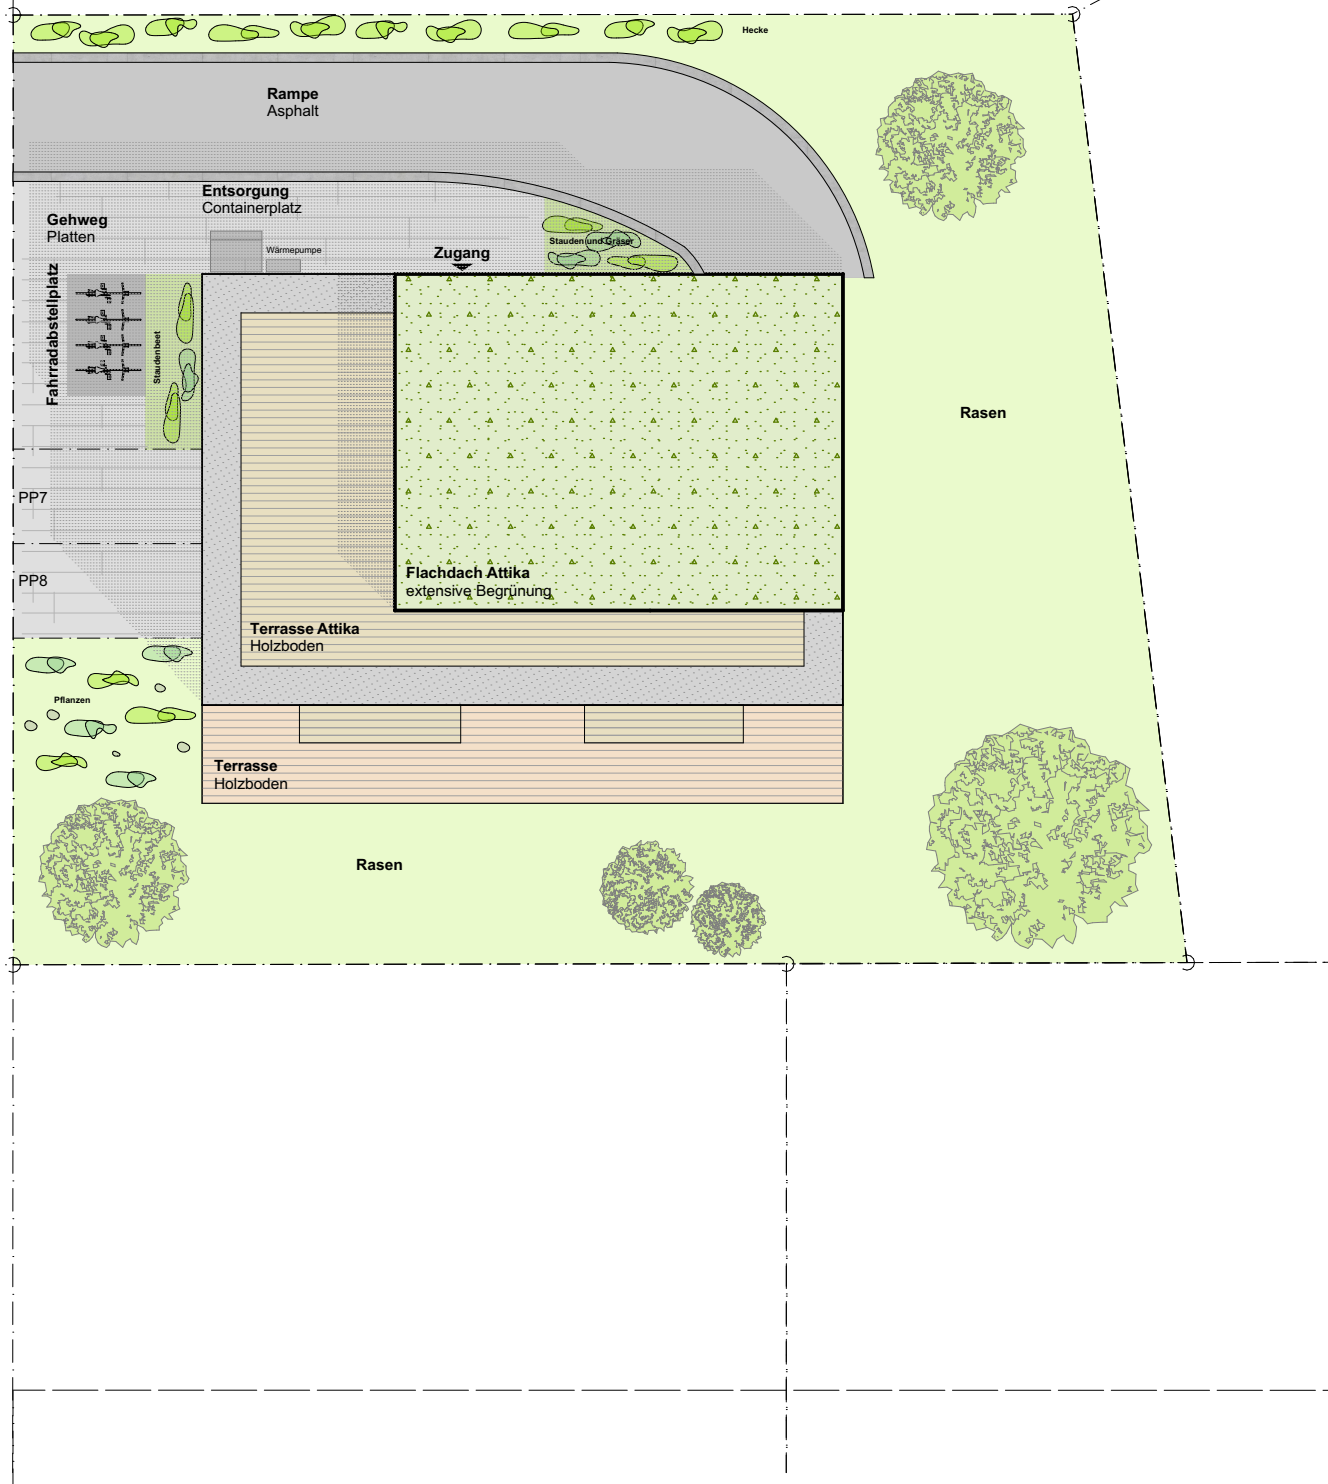 Hecke
Rampe
Asphalt
Entsorgung
Containerplatz
Gehweg
Platten
Wärmepumpe
Zugang
Stauden und Gräser
Fahrradabstellplatz
Staudenbeet
Rasen
PP7
PP8
Flachdach Attika
extensive Begrünung
Terrasse Attika
Holzboden
Pflanzen
Terrasse
Holzboden
Rasen